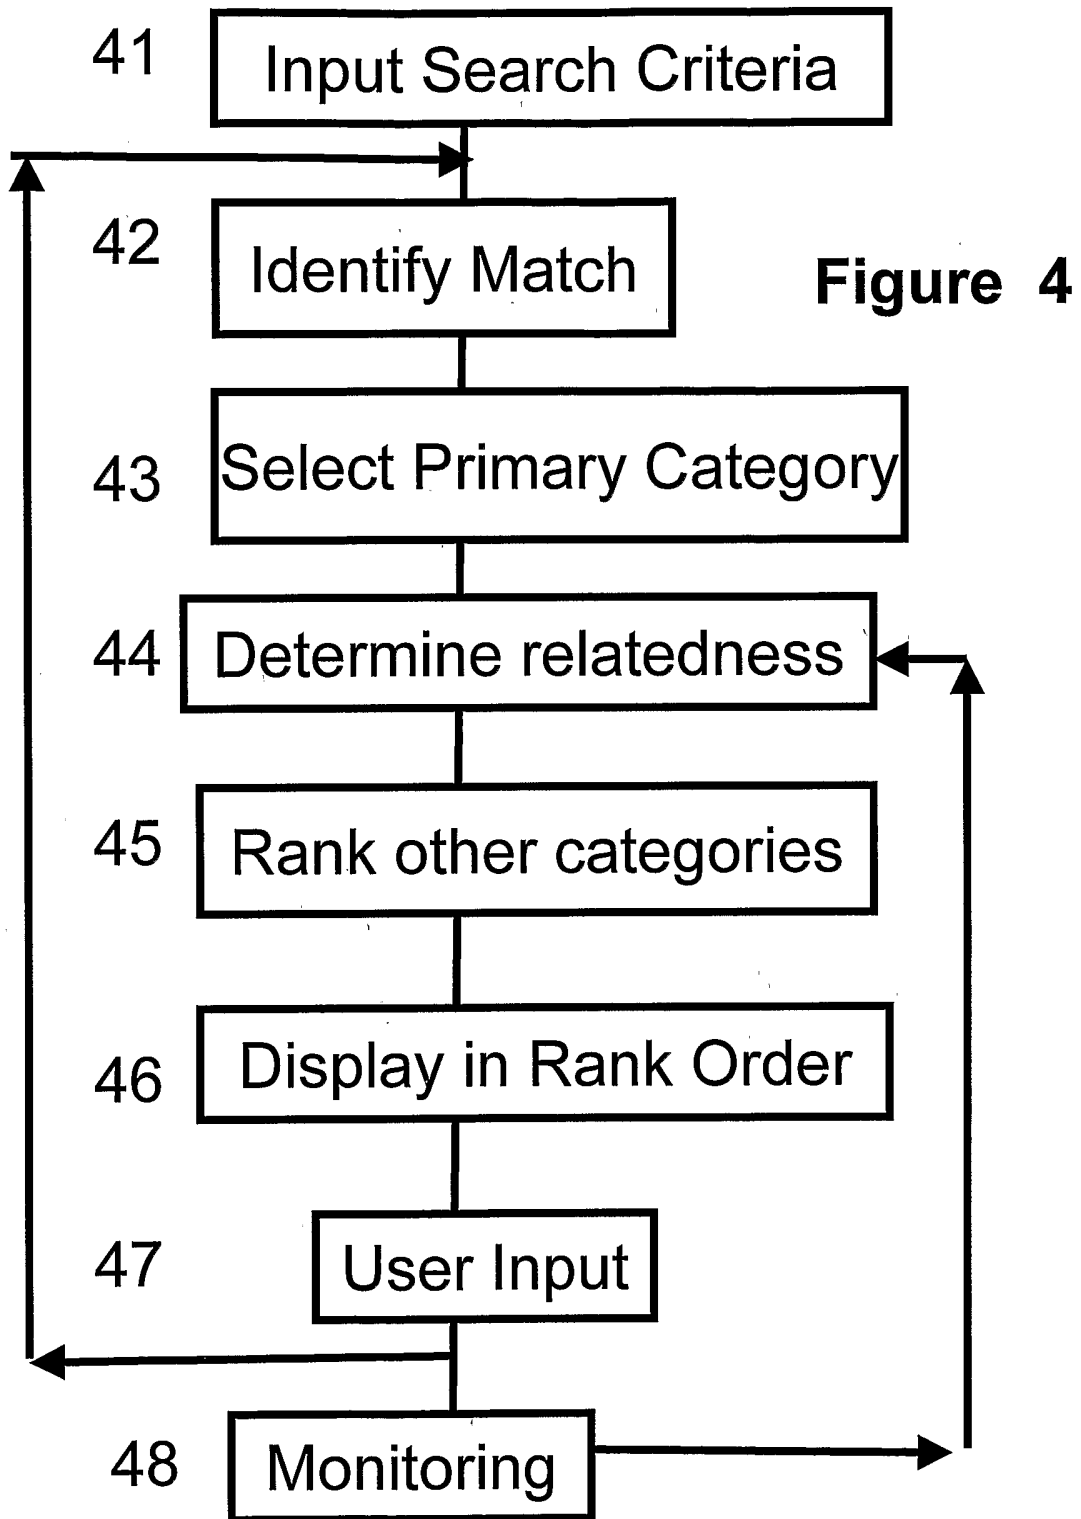 41
Input Search Criteria
42
Identify Match
Figure 4
43
Select Primary Category
44
Determine relatedness
45
Rank other categories
46
Display in Rank Order
47
User Input
48
Monitoring